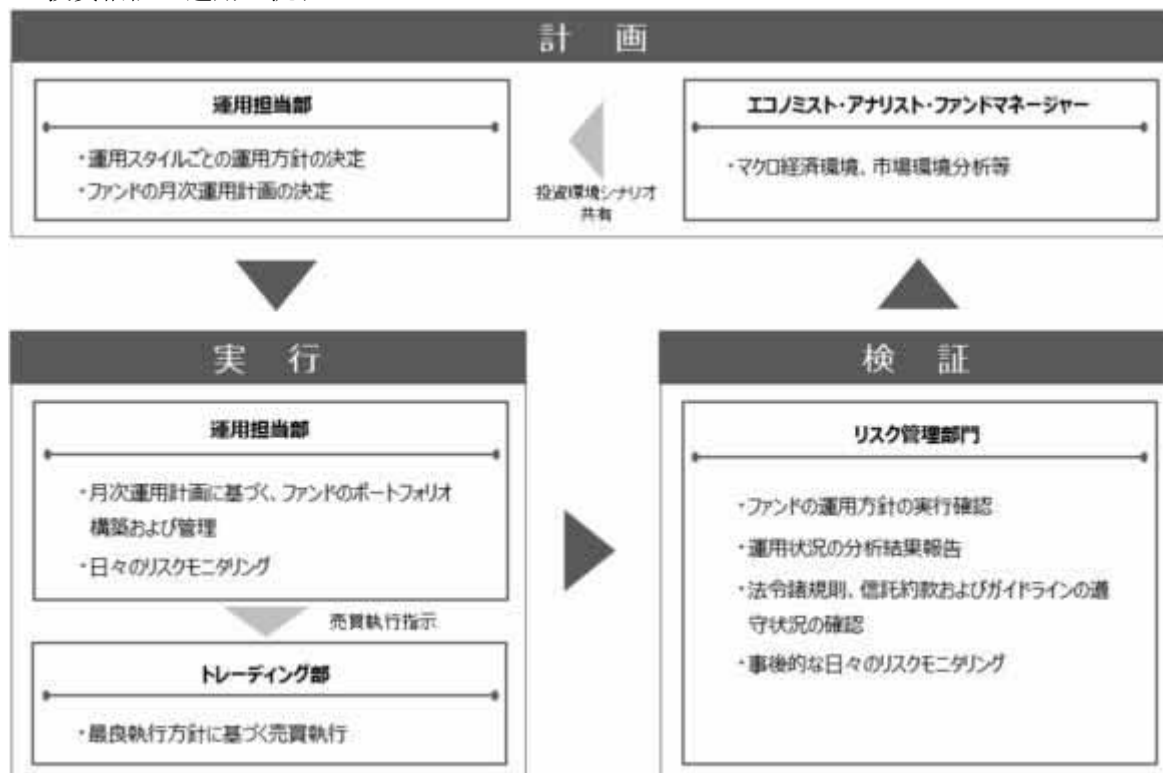 計 画
運用担当部
・運用スタイルごとの運用方針の決定
・ファンドの月次運用計画の決定
投資環境シナリオ
共有
エコノミスト・アナリスト・ファンドマネージャー
・マクロ経済環境、市場環境分析等
実 行
運用担当部
・月次運用計画に基づく、ファンドのポートフォリオ
構築および管理
・日々のリスクモニタリング
売買執行指示
トレーディング部
・最良執行方針に基づく売買執行
検 証
リスク管理部門
・ファンドの運用方針の実行確認
・運用状況の分析結果報告
・法令諸規則、信託約款およびガイドラインの遵
守状況の確認
・事後的な日々のリスクモニタリング